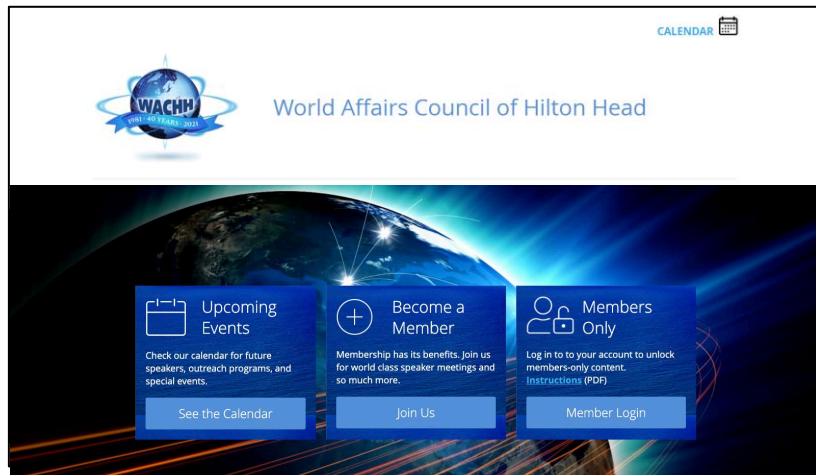 CALENDAR
WACHH
1981 · 40 YEARS · 2021
World Affairs Council of Hilton Head
Upcoming
Events
Check our calendar for future
speakers, outreach programs, and
special events.
See the Calendar
Become a
Member
Membership has its benefits. Join us
for world class speaker meetings and
so much more.
Join Us
Members
Only
Log in to to your account to unlock
members-only content.
Instructions (PDF)
Member Login